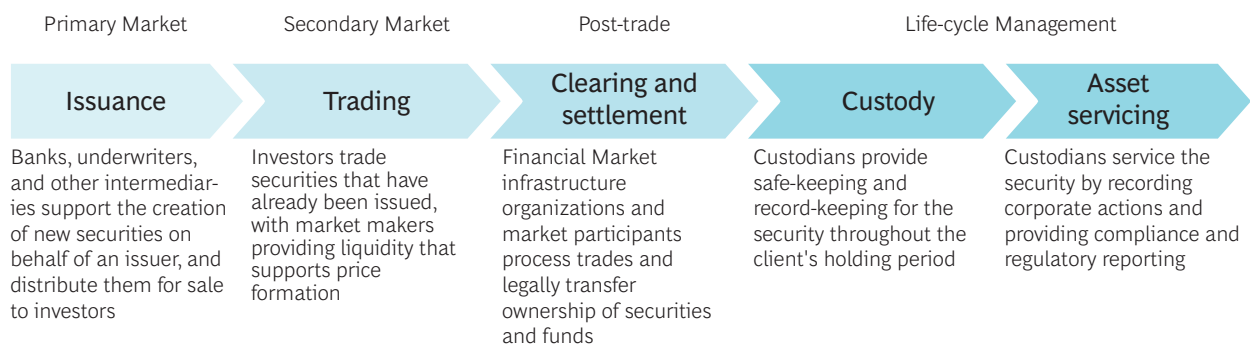 Primary Market
Secondary Market
Post-trade
Life-cycle Management
Issuance
Trading
Clearing and
settlement
Custody
Asset
servicing
Banks, underwriters,
and other intermediar-
ies support the creation
of new securities on
behalf of an issuer, and
distribute them for sale
to investors
Investors trade
securities that have
already been issued,
with market makers
providing liquidity that
supports price
formation
Financial Market
infrastructure
organizations and
market participants
process trades and
legally transfer
ownership of securities
and funds
Custodians provide
safe-keeping and
record-keeping for the
security throughout the
client's holding period
Custodians service the
security by recording
corporate actions and
providing compliance and
regulatory reporting